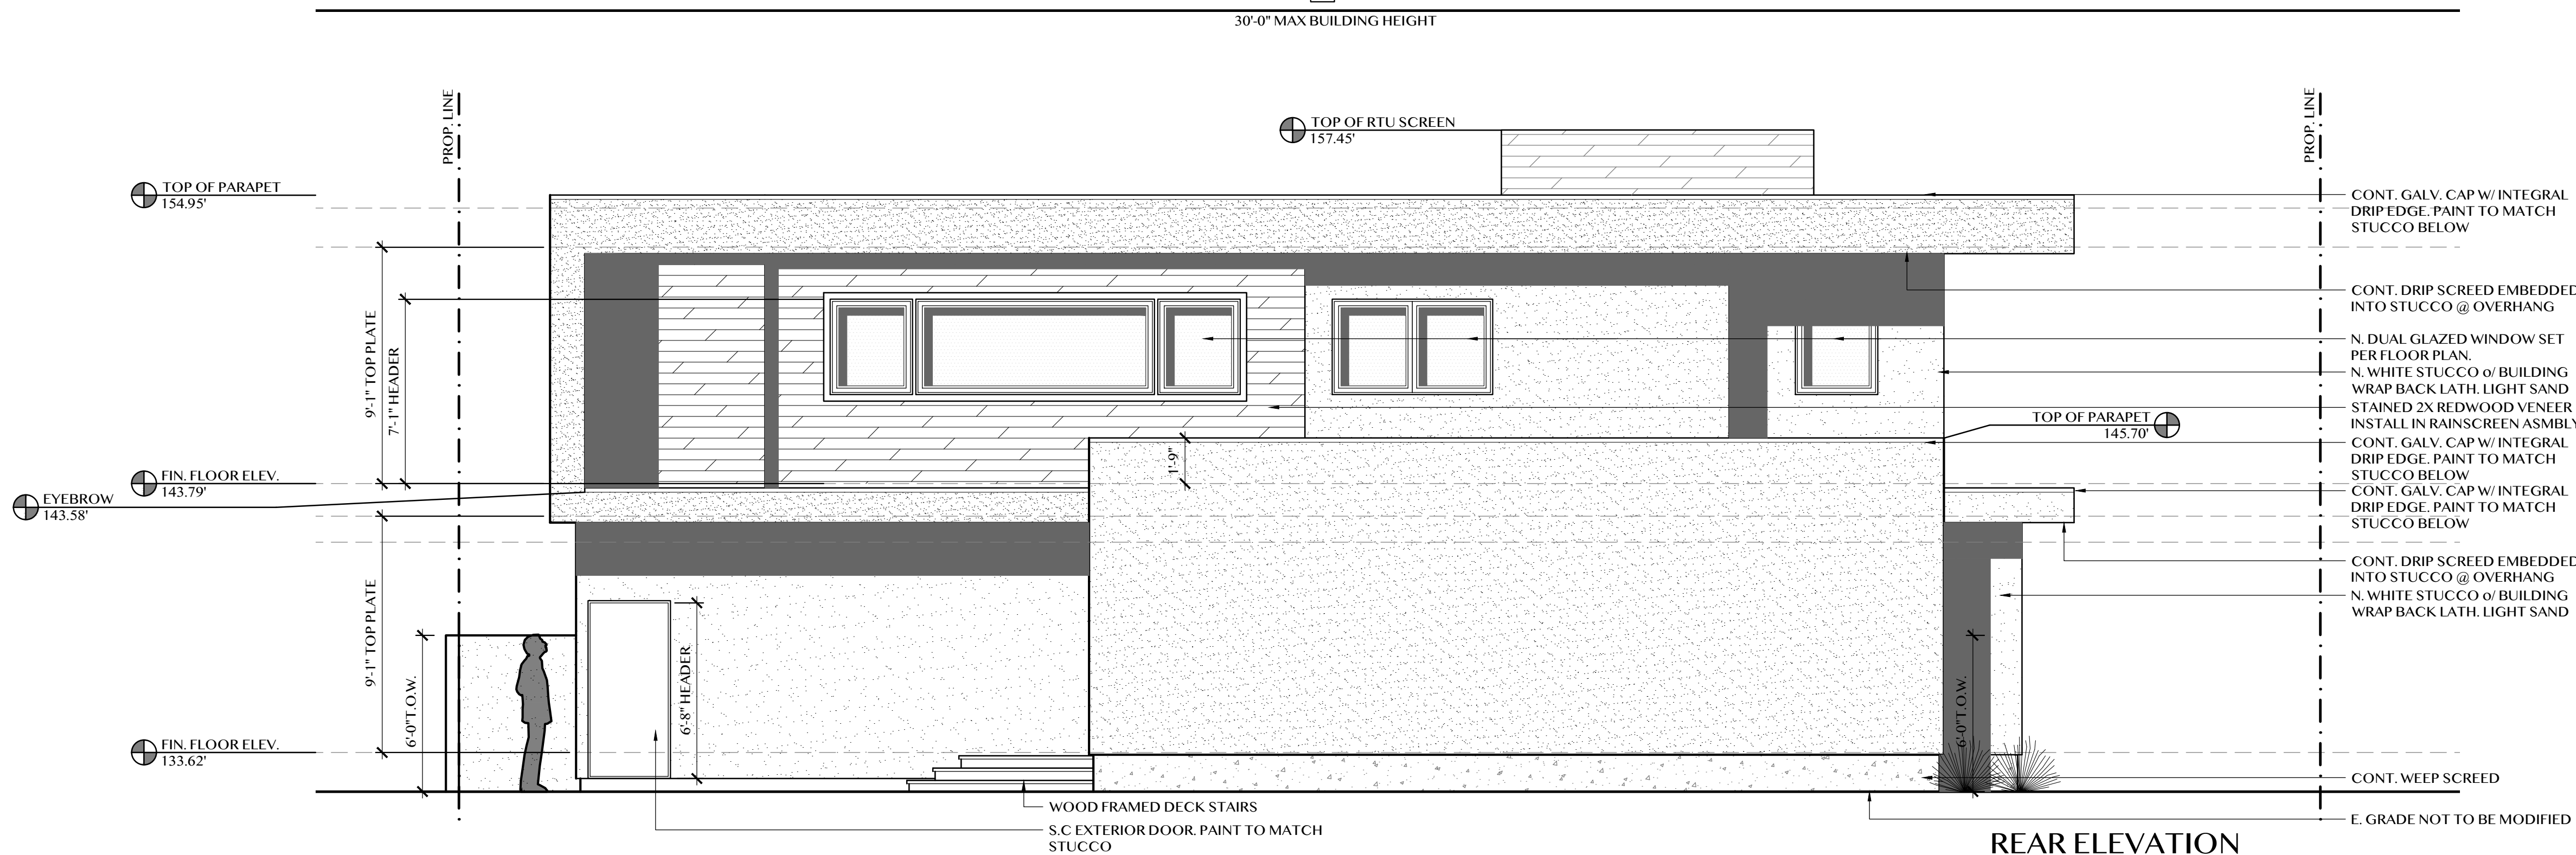 30'-0" MAX BUILDING HEIGHT
PROP. LINE
PROP. LINE
TOP OF RTU SCREEN
157.45'
TOP OF PARAPET
154.95'
9'-1" TOP PLATE
7'-1" HEADER
FIN. FLOOR ELEV.
143.79'
EYEBROW
143.58'
1'-9"
9'-1" TOP PLATE
6'-0"T.O.W.
6'-8" HEADER
6'-0"T.O.W.
FIN. FLOOR ELEV.
133.62'
CONT. GALV. CAP W/ INTEGRAL
DRIP EDGE. PAINT TO MATCH
STUCCO BELOW
CONT. DRIP SCREED EMBEDDED
INTO STUCCO @ OVERHANG
N. DUAL GLAZED WINDOW SET
PER FLOOR PLAN.
N. WHITE STUCCO o/ BUILDING
WRAP BACK LATH. LIGHT SAND
STAINED 2X REDWOOD VENEER
INSTALL IN RAINSCREEN ASMBLY
TOP OF PARAPET
145.70'
CONT. GALV. CAP W/ INTEGRAL
DRIP EDGE. PAINT TO MATCH
STUCCO BELOW
CONT. GALV. CAP W/ INTEGRAL
DRIP EDGE. PAINT TO MATCH
STUCCO BELOW
CONT. DRIP SCREED EMBEDDED
INTO STUCCO @ OVERHANG
N. WHITE STUCCO o/ BUILDING
WRAP BACK LATH. LIGHT SAND
CONT. WEEP SCREED
E. GRADE NOT TO BE MODIFIED
WOOD FRAMED DECK STAIRS
S.C EXTERIOR DOOR. PAINT TO MATCH
STUCCO
REAR ELEVATION